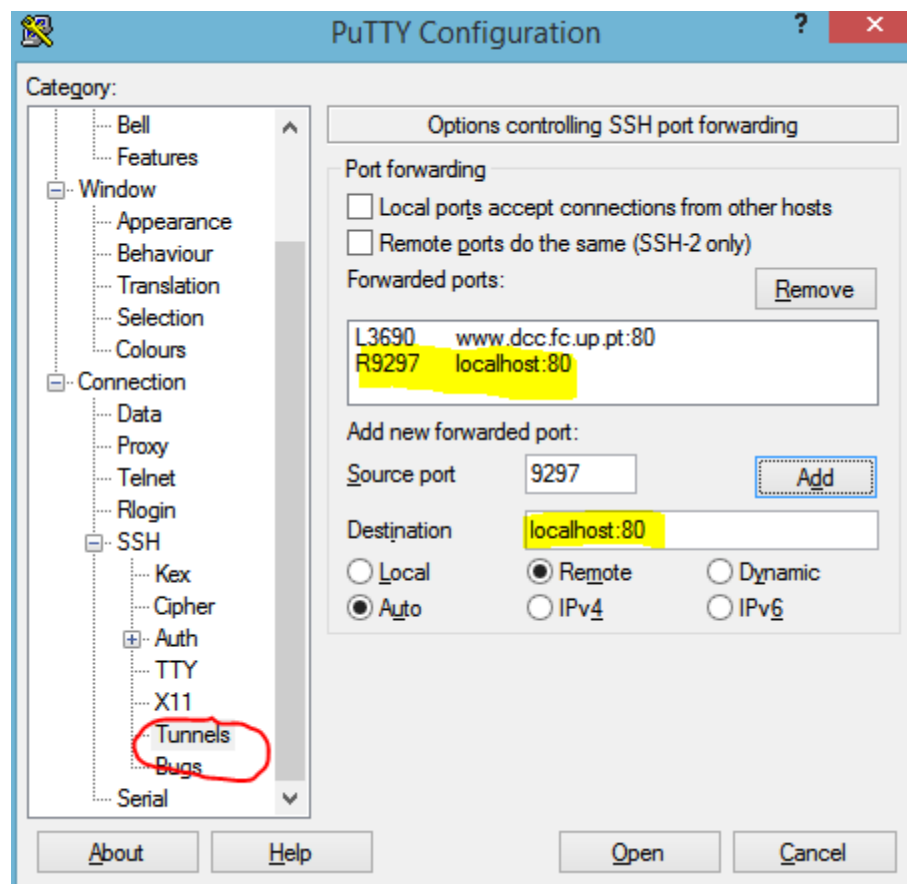 PuTTY Configuration
?
×
Category:
Bell
Features
Window
Appearance
Behaviour
Translation
Selection
Colours
Connection
Data
Proxy
Telnet
Rlogin
SSH
Kex
Cipher
Auth
TTY
X11
Tunnels
Bugs
Serial
Options controlling SSH port forwarding
Port forwarding
Local ports accept connections from other hosts
Remote ports do the same (SSH-2 only)
Forwarded ports:
Remove
L3690 www.dcc.fc.up.pt:80
R9297 localhost:80
Add new forwarded port:
Source port 9297 Add
Destination localhost:80
Local Remote Dynamic
Auto IPv4 IPv6
About Help Open Cancel